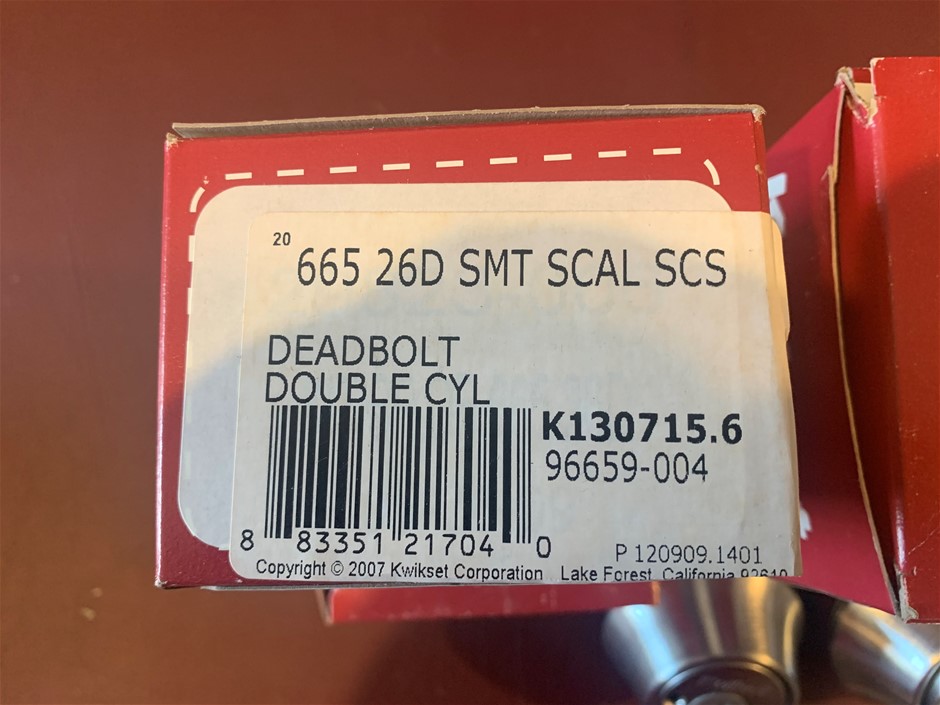 20
665 26D SMT SCAL SCS
DEADBOLT
DOUBLE CYL
K130715.6
96659-004
8 83351 21704 0
P 120909.1401
Copyright © 2007 Kwikset Corporation Lake Forest, California 92610